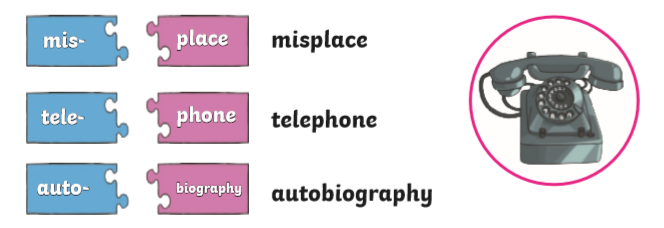 mis- place misplace
tele- phone telephone
auto- biography autobiography